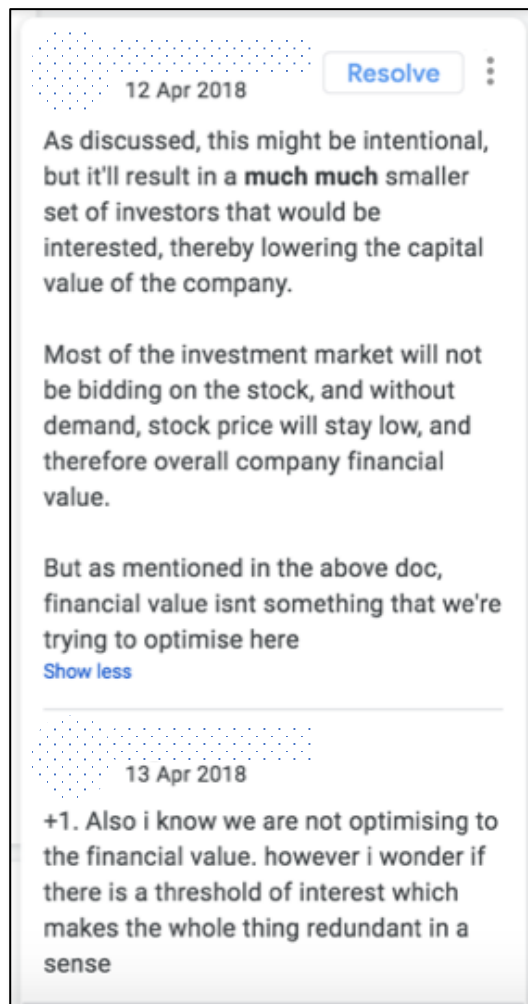 Resolve
12 Apr 2018
As discussed, this might be intentional,
but it'll result in a much much smaller
set of investors that would be
interested, thereby lowering the capital
value of the company.
Most of the investment market will not
be bidding on the stock, and without
demand, stock price will stay low, and
therefore overall company financial
value.
But as mentioned in the above doc,
financial value isnt something that we're
trying to optimise here
Show less
13 Apr 2018
+1. Also i know we are not optimising to
the financial value. however i wonder if
there is a threshold of interest which
makes the whole thing redundant in a
sense